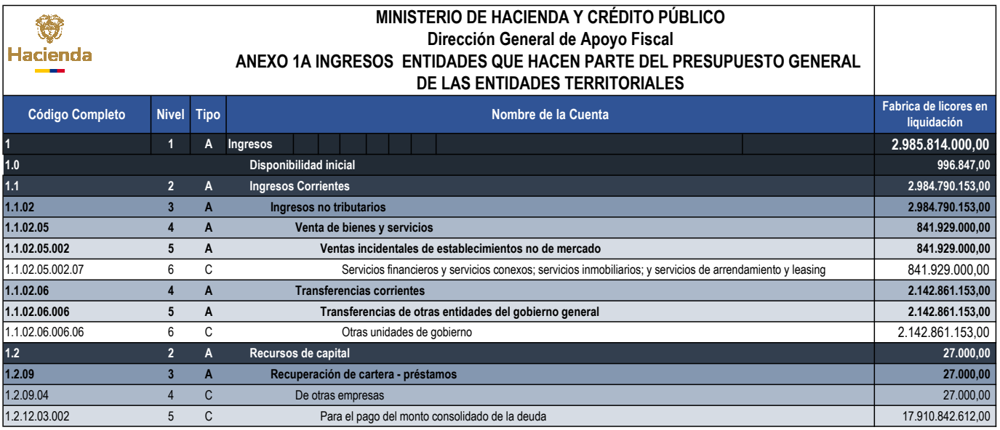 Hacienda
MINISTERIO DE HACIENDA Y CRÉDITO PÚBLICO
Dirección General de Apoyo Fiscal
ANEXO 1A INGRESOS ENTIDADES QUE HACEN PARTE DEL PRESUPUESTO GENERAL
DE LAS ENTIDADES TERRITORIALES
Código Completo Nivel Tipo Nombre de la Cuenta Fabrica de licores en
liquidación
1 1 A Ingresos 2.985.814.000,00
1.0 Disponibilidad inicial 996.847,00
1.1 2 A Ingresos Corrientes 2.984.790.153,00
1.1.02 3 A Ingresos no tributarios 2.984.790.153,00
1.1.02.05 4 A Venta de bienes y servicios 841.929.000,00
1.1.02.05.002 5 A Ventas incidentales de establecimientos no de mercado 841.929.000,00
1.1.02.05.002.07 6 C Servicios financieros y servicios conexos; servicios inmobiliarios; y servicios de arrendamiento y leasing 841.929.000,00
1.1.02.06 4 A Transferencias corrientes 2.142.861.153,00
1.1.02.06.006 5 A Transferencias de otras entidades del gobierno general 2.142.861.153,00
1.1.02.06.006.06 6 C Otras unidades de gobierno 2.142.861.153,00
1.2 2 A Recursos de capital 27.000,00
1.2.09 3 A Recuperación de cartera - préstamos 27.000,00
1.2.09.04 4 C De otras empresas 27.000,00
1.2.12.03.002 5 C Para el pago del monto consolidado de la deuda 17.910.842.612,00